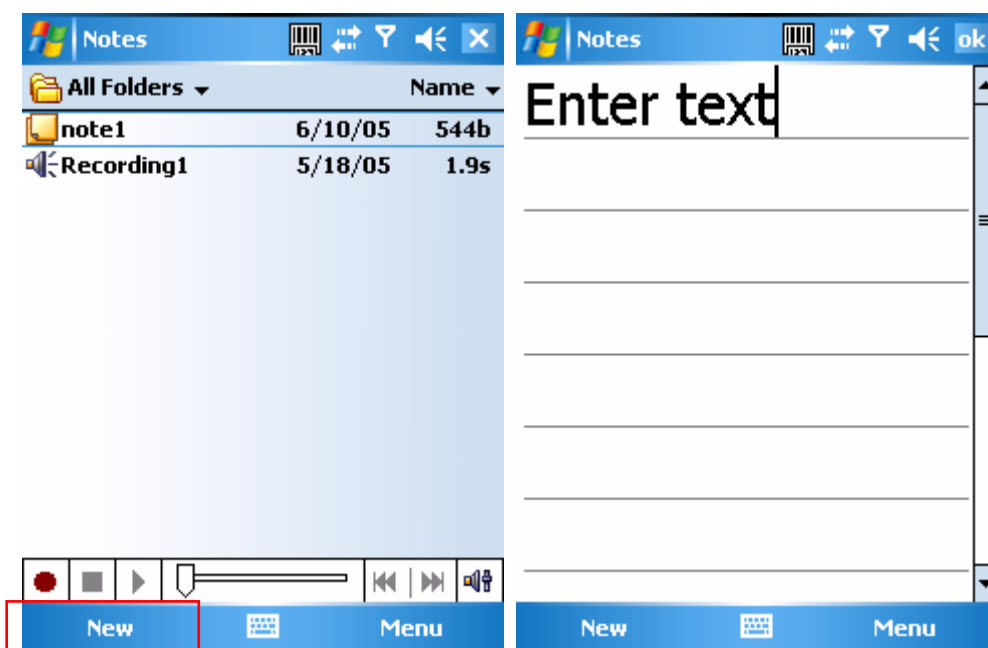 Notes
All Folders Name
note1 6/10/05 544b
Recording1 5/18/05 1.9s
New Menu
Notes ok
Enter text
New Menu